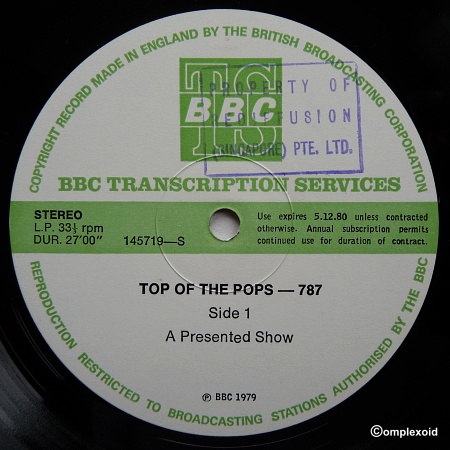 COPYRIGHT RECORD MADE IN ENGLAND BY THE BRITISH BROADCASTING CORPORATION
TS
BBC
PROPERTY OF
REDIFFUSION
(SINGAPORE) PTE. LTD.
BBC TRANSCRIPTION SERVICES
STEREO
L.P. 33⅓ rpm
DUR. 27'00" 145719—S
Use expires 5.12.80 unless contracted
otherwise. Annual subscription permits
continued use for duration of contract.
TOP OF THE POPS — 787
Side 1
A Presented Show
℗ BBC 1979
REPRODUCTION RESTRICTED TO BROADCASTING STATIONS AUTHORISED BY THE BBC
©omplexoid